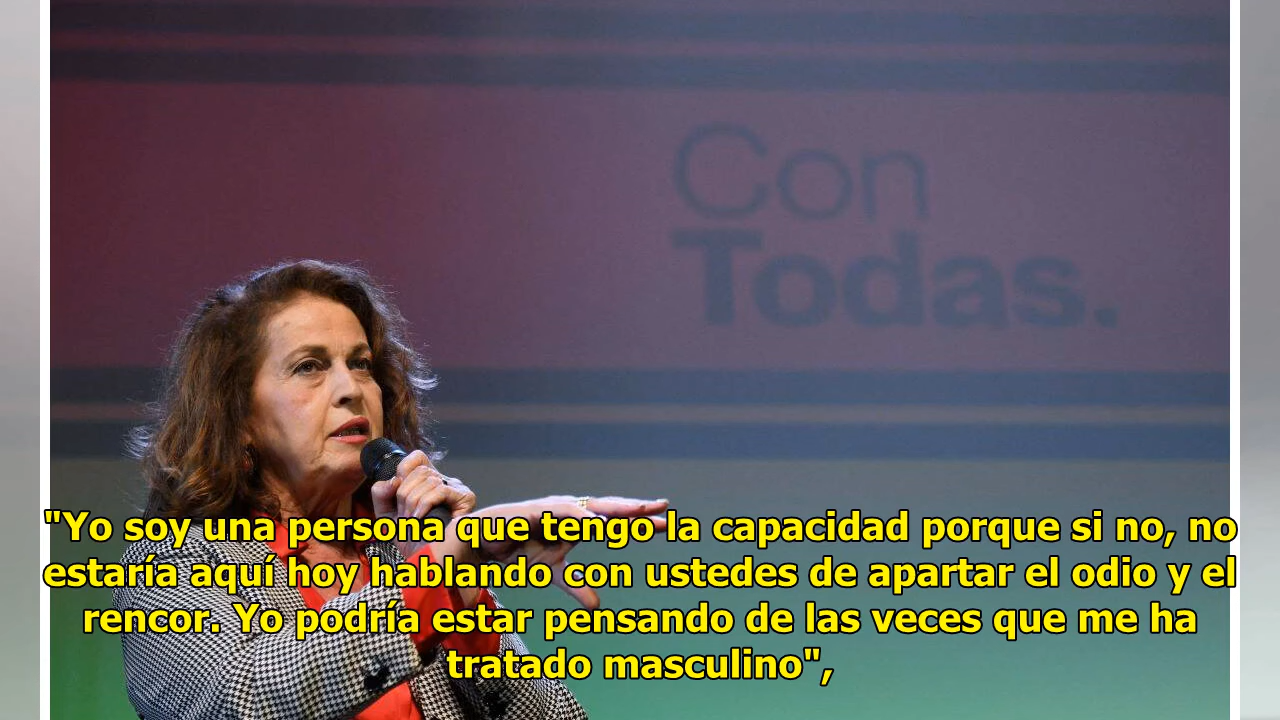 Con
Todas.
"Yo soy una persona que tengo la capacidad porque si no, no
estaría aquí hoy hablando con ustedes de apartar el odio y el
rencor. Yo podría estar pensando de las veces que me ha
tratado masculino",